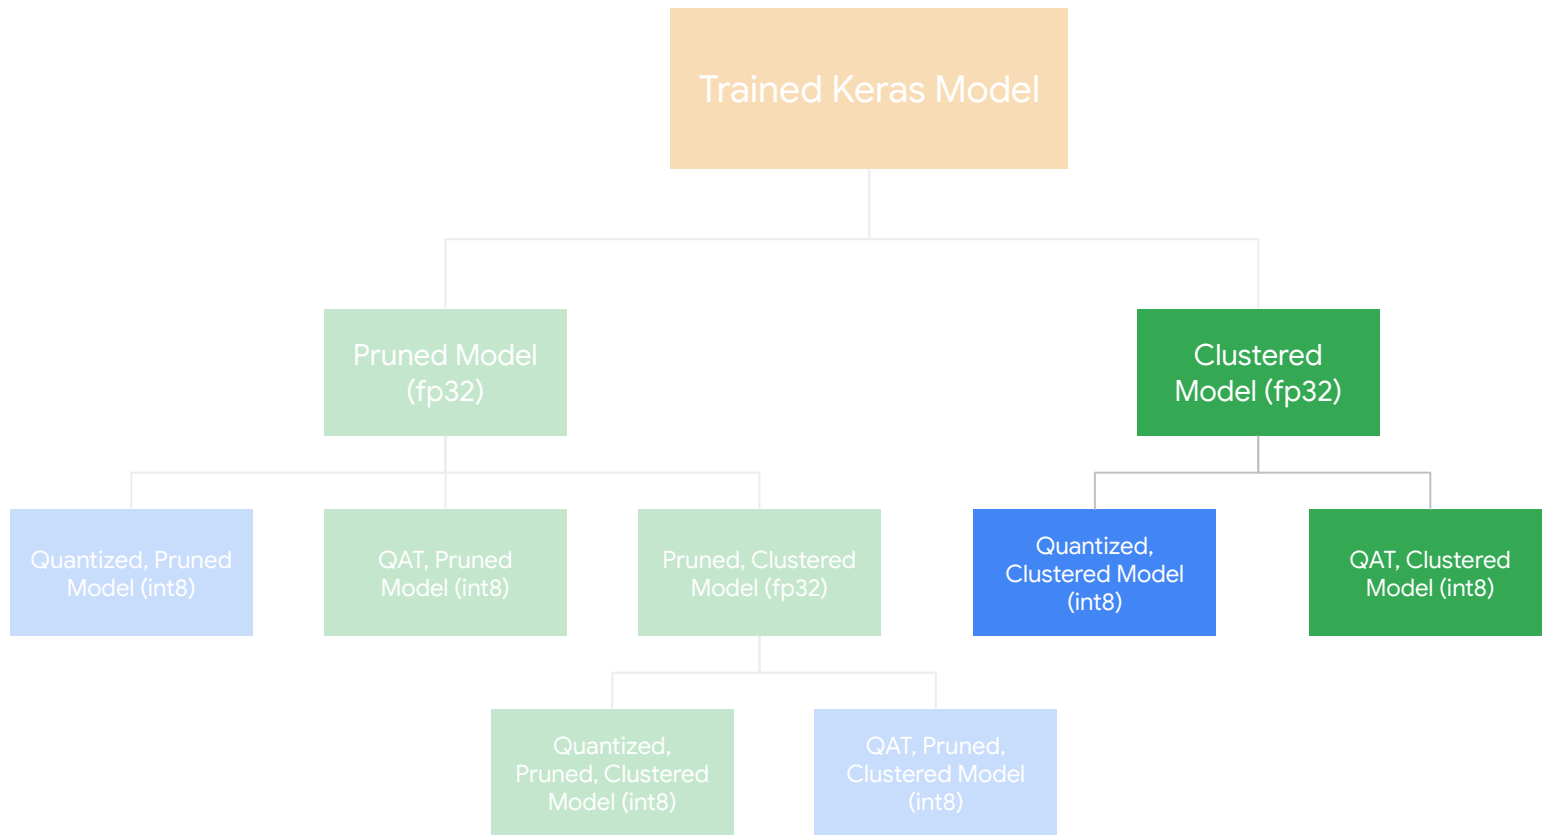 Trained Keras Model
Pruned Model
(fp32)
Clustered
Model (fp32)
Quantized, Pruned
Model (int8)
QAT, Pruned
Model (int8)
Pruned, Clustered
Model (fp32)
Quantized,
Clustered Model
(int8)
QAT, Clustered
Model (int8)
Quantized,
Pruned, Clustered
Model (int8)
QAT, Pruned,
Clustered Model
(int8)